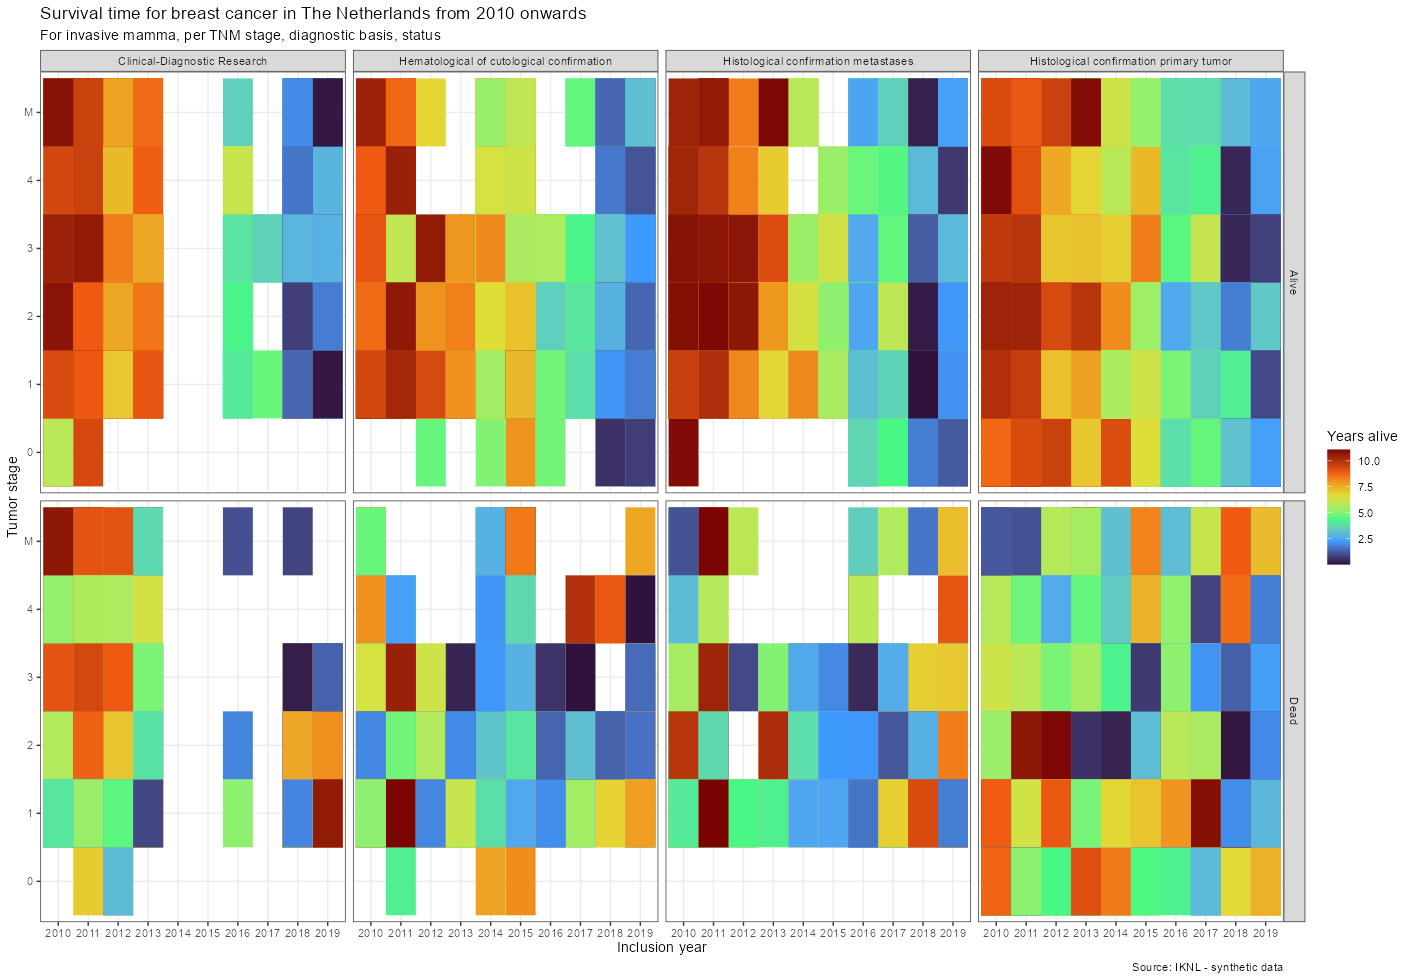 Survival time for breast cancer in The Netherlands from 2010 onwards
For invasive mamma, per TNM stage, diagnostic basis, status
Clinical-Diagnostic Research
Hematological of cutological confirmation
Histological confirmation metastases
Histological confirmation primary tumor
M
4
3
2
1
0
Alive
M
4
3
2
1
0
Dead
Tumor stage
Years alive
10.0
7.5
5.0
2.5
2010 2011 2012 2013 2014 2015 2016 2017 2018 2019
2010 2011 2012 2013 2014 2015 2016 2017 2018 2019
2010 2011 2012 2013 2014 2015 2016 2017 2018 2019
2010 2011 2012 2013 2014 2015 2016 2017 2018 2019
Inclusion year
Source: IKNL - synthetic data